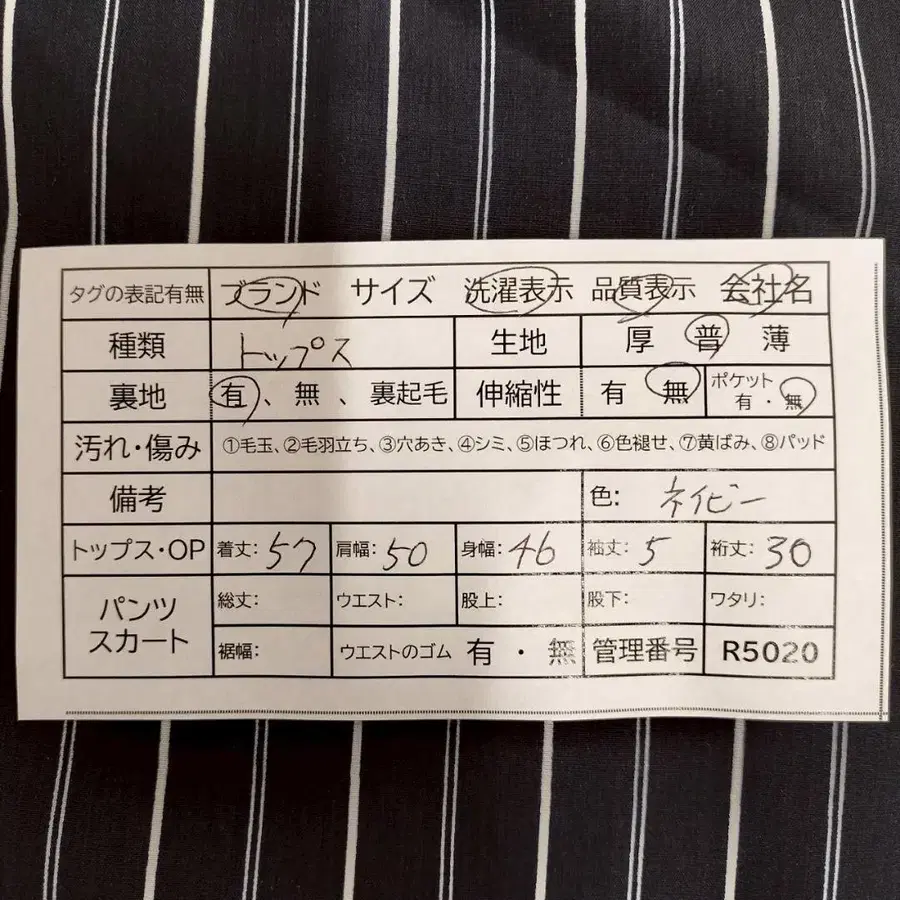 タグの表記有無 ブランド サイズ 洗濯表示 品質表示 会社名
種類 トップス 生地 厚 普 薄
裏地 有、無、裏起毛 伸縮性 有 無 ポケット 有・無
汚れ・傷み ①毛玉、②毛羽立ち、③穴あき、④シミ、⑤ほつれ、⑥色褪せ、⑦黄ばみ、⑧パッド
備考 色: ネイビー
トップス・OP 着丈: 57 肩幅: 50 身幅: 46 袖丈: 5 裄丈: 30
パンツ スカート 総丈: ウエスト: 股上: 股下: ワタリ:
裾幅: ウエストのゴム 有・無 管理番号 R5020